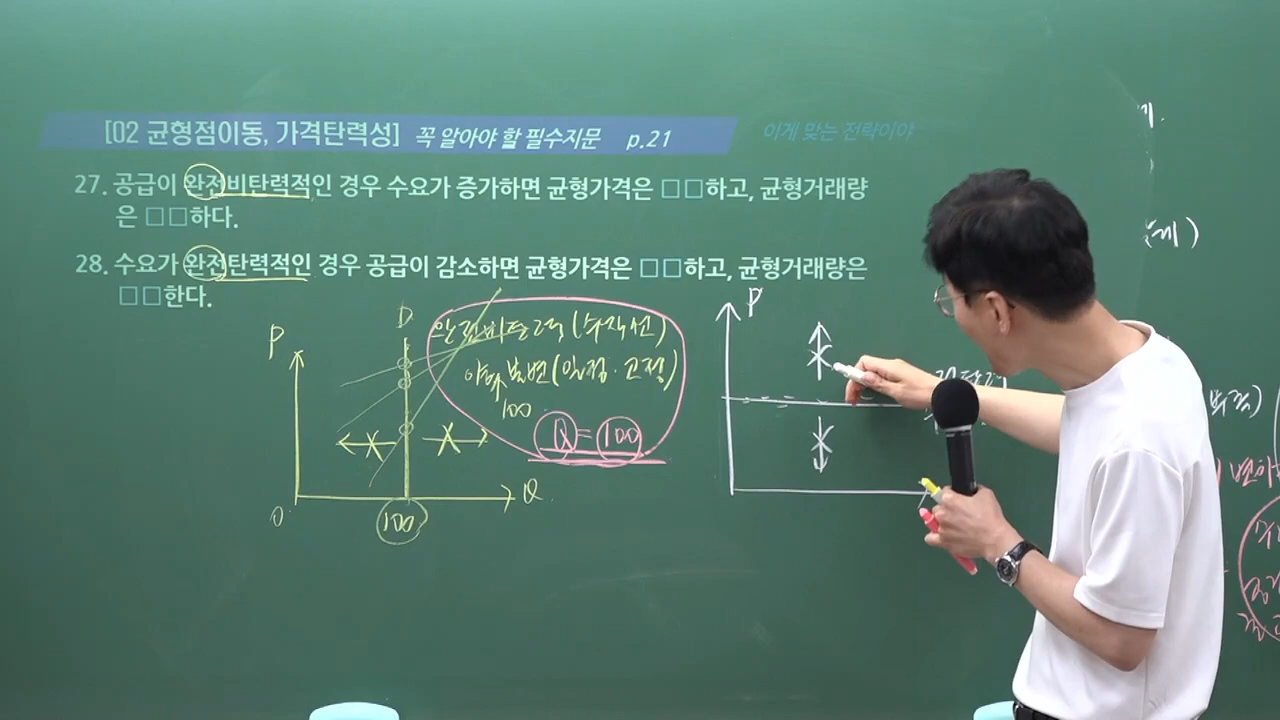 [02 균형점이동, 가격탄력성] 꼭 알아야 할 필수지문 p.21
이게 맞는 전략이야
27. 공급이 완전비탄력적인 경우 수요가 증가하면 균형가격은 □□하고, 균형거래량
은 □□하다.
28. 수요가 완전탄력적인 경우 공급이 감소하면 균형가격은 □□하고, 균형거래량은
□□한다.
P
D
완전비탄력(수직선)
양 불변(일정·고정)
100
Q=100
0
100
Q
P